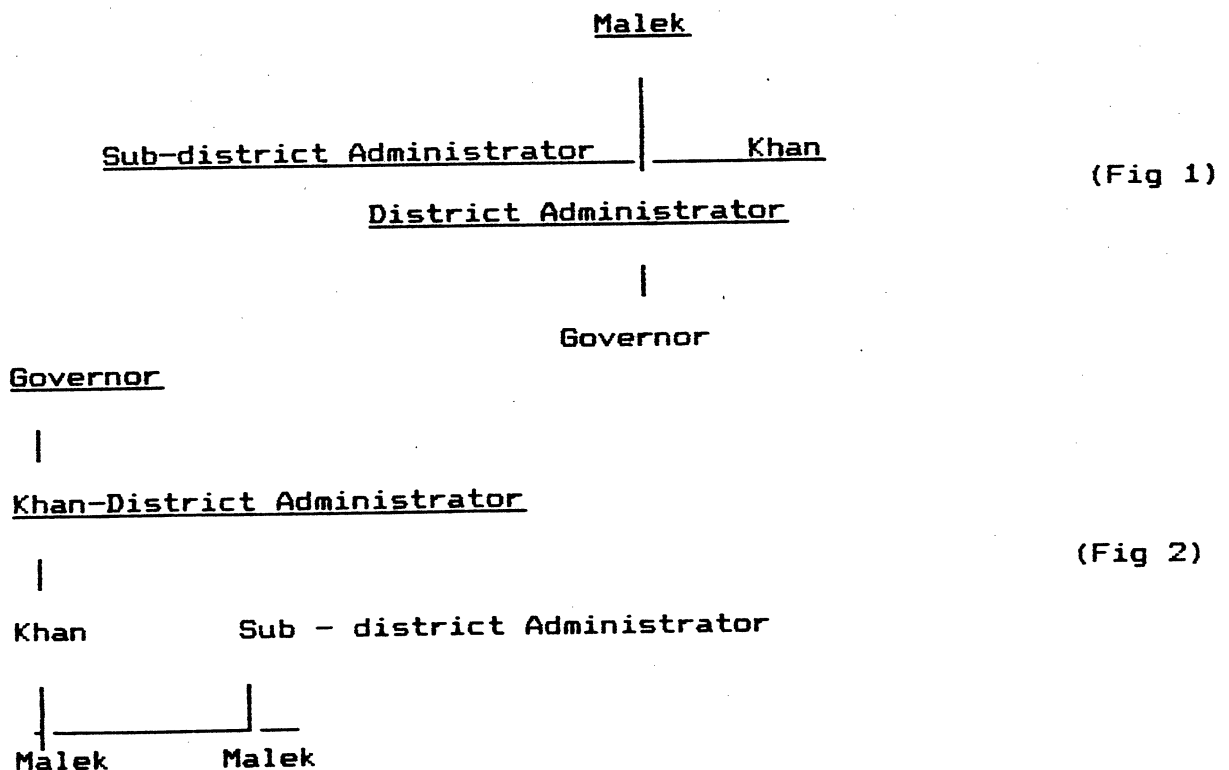 Malek
Sub-district Administrator Khan
(Fig 1)
District Administrator
Governor
Governor
Khan-District Administrator
(Fig 2)
Khan Sub - district Administrator
Malek Malek